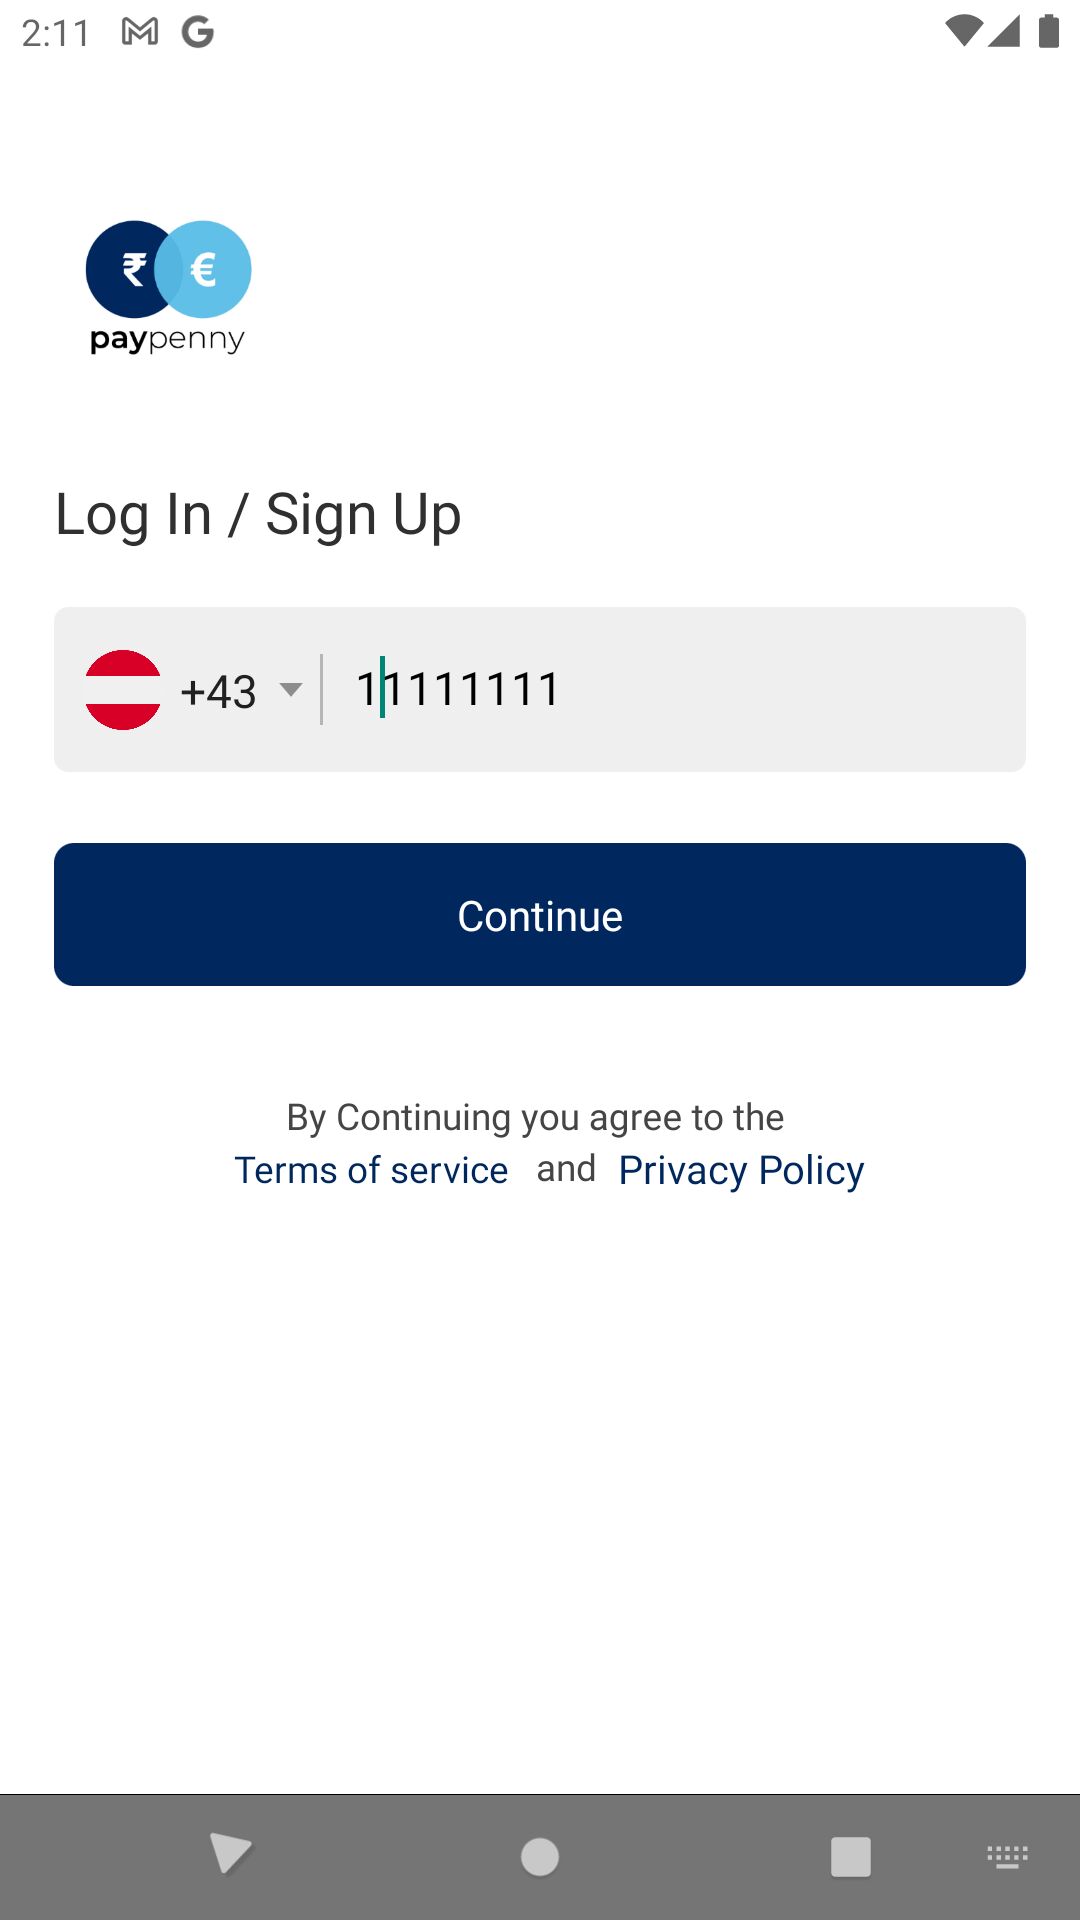 2:11
₹ €
paypenny
Log In / Sign Up
+43 11111111
Continue
By Continuing you agree to the
Terms of service and Privacy Policy